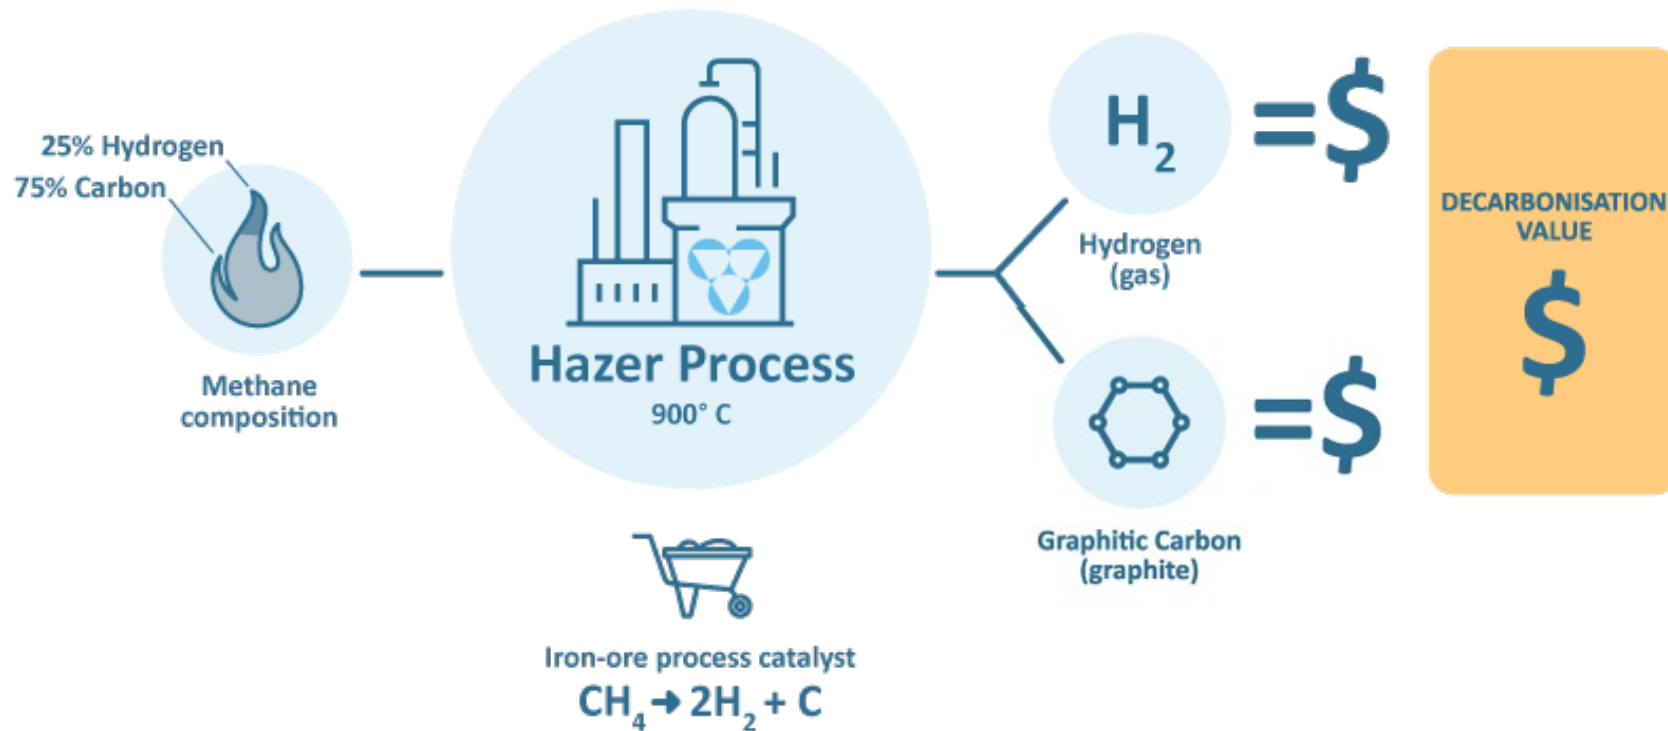 25% Hydrogen
75% Carbon
Methane
composition
Hazer Process
900° C
Iron-ore process catalyst
CH₄ → 2H₂ + C
H₂
=$
Hydrogen
(gas)
=$
Graphitic Carbon
(graphite)
DECARBONISATION
VALUE
$